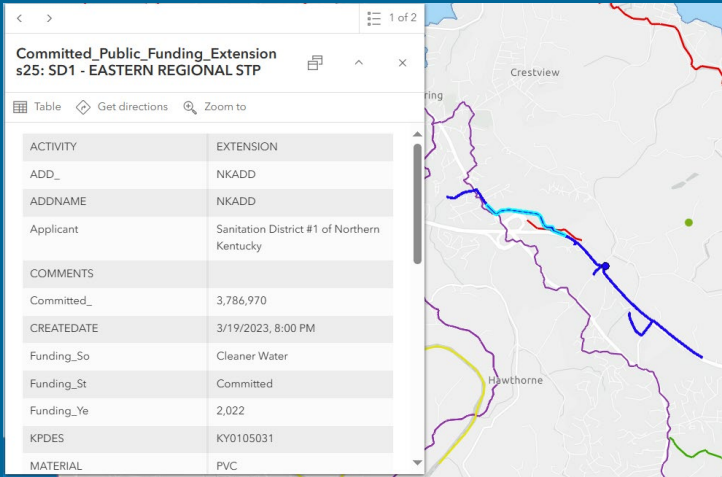 1 of 2
Committed_Public_Funding_Extension
s25: SD1 - EASTERN REGIONAL STP
Table Get directions Zoom to
ACTIVITY EXTENSION
ADD_ NKADD
ADDNAME NKADD
Applicant Sanitation District #1 of Northern
Kentucky
COMMENTS
Committed_ 3,786,970
CREATEDATE 3/19/2023, 8:00 PM
Funding_So Cleaner Water
Funding_St Committed
Funding_Ye 2,022
KPDES KY0105031
MATERIAL PVC
Crestview
ring
Hawthorne